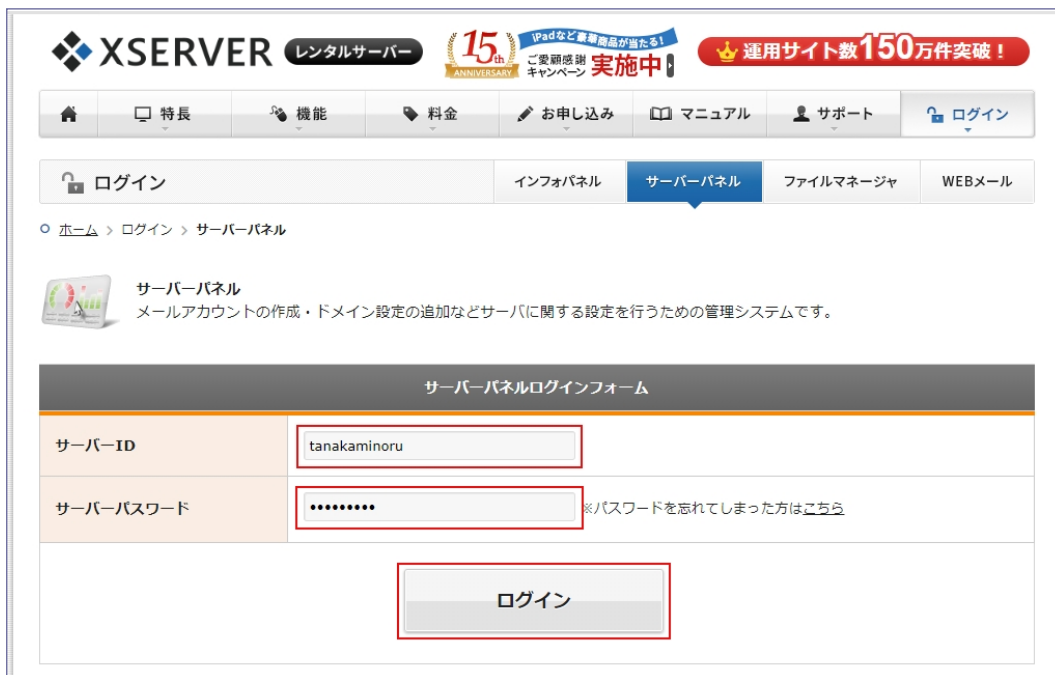 XSERVER レンタルサーバー
15th ANNIVERSARY
iPadなど豪華商品が当たる!
ご愛顧感謝キャンペーン 実施中
運用サイト数150万件突破!
特長 機能 料金 お申し込み マニュアル サポート ログイン
ログイン インフォパネル サーバーパネル ファイルマネージャ WEBメール
ホーム > ログイン > サーバーパネル
サーバーパネル
メールアカウントの作成・ドメイン設定の追加などサーバに関する設定を行うための管理システムです。
サーバーパネルログインフォーム
サーバーID tanakaminoru
サーバーパスワード ••••••••• ※パスワードを忘れてしまった方はこちら
ログイン